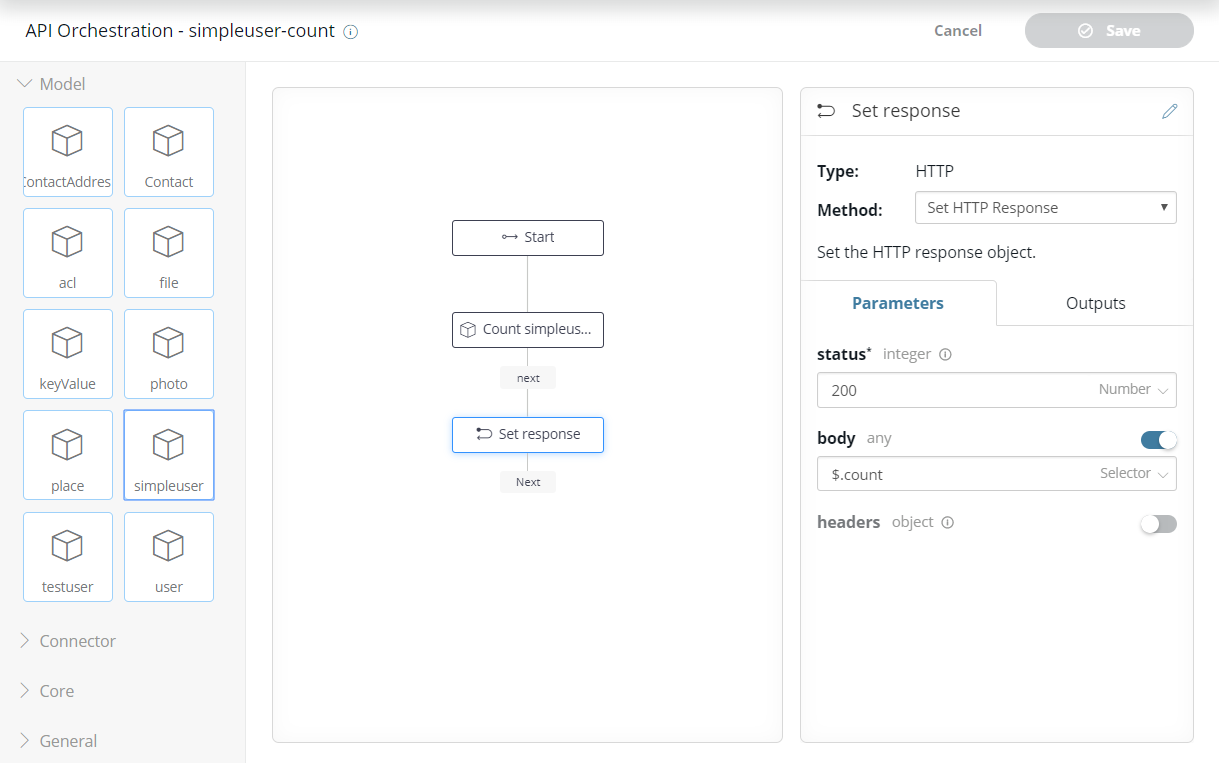 API Orchestration - simpleuser-count
Cancel
Save
Model
ContactAddres
Contact
acl
file
keyValue
photo
place
simpleuser
testuser
user
Connector
Core
General
Start
Count simpleus...
next
Set response
Next
Set response
Type: HTTP
Method: Set HTTP Response
Set the HTTP response object.
Parameters Outputs
status* integer
200 Number
body any
$.count Selector
headers object